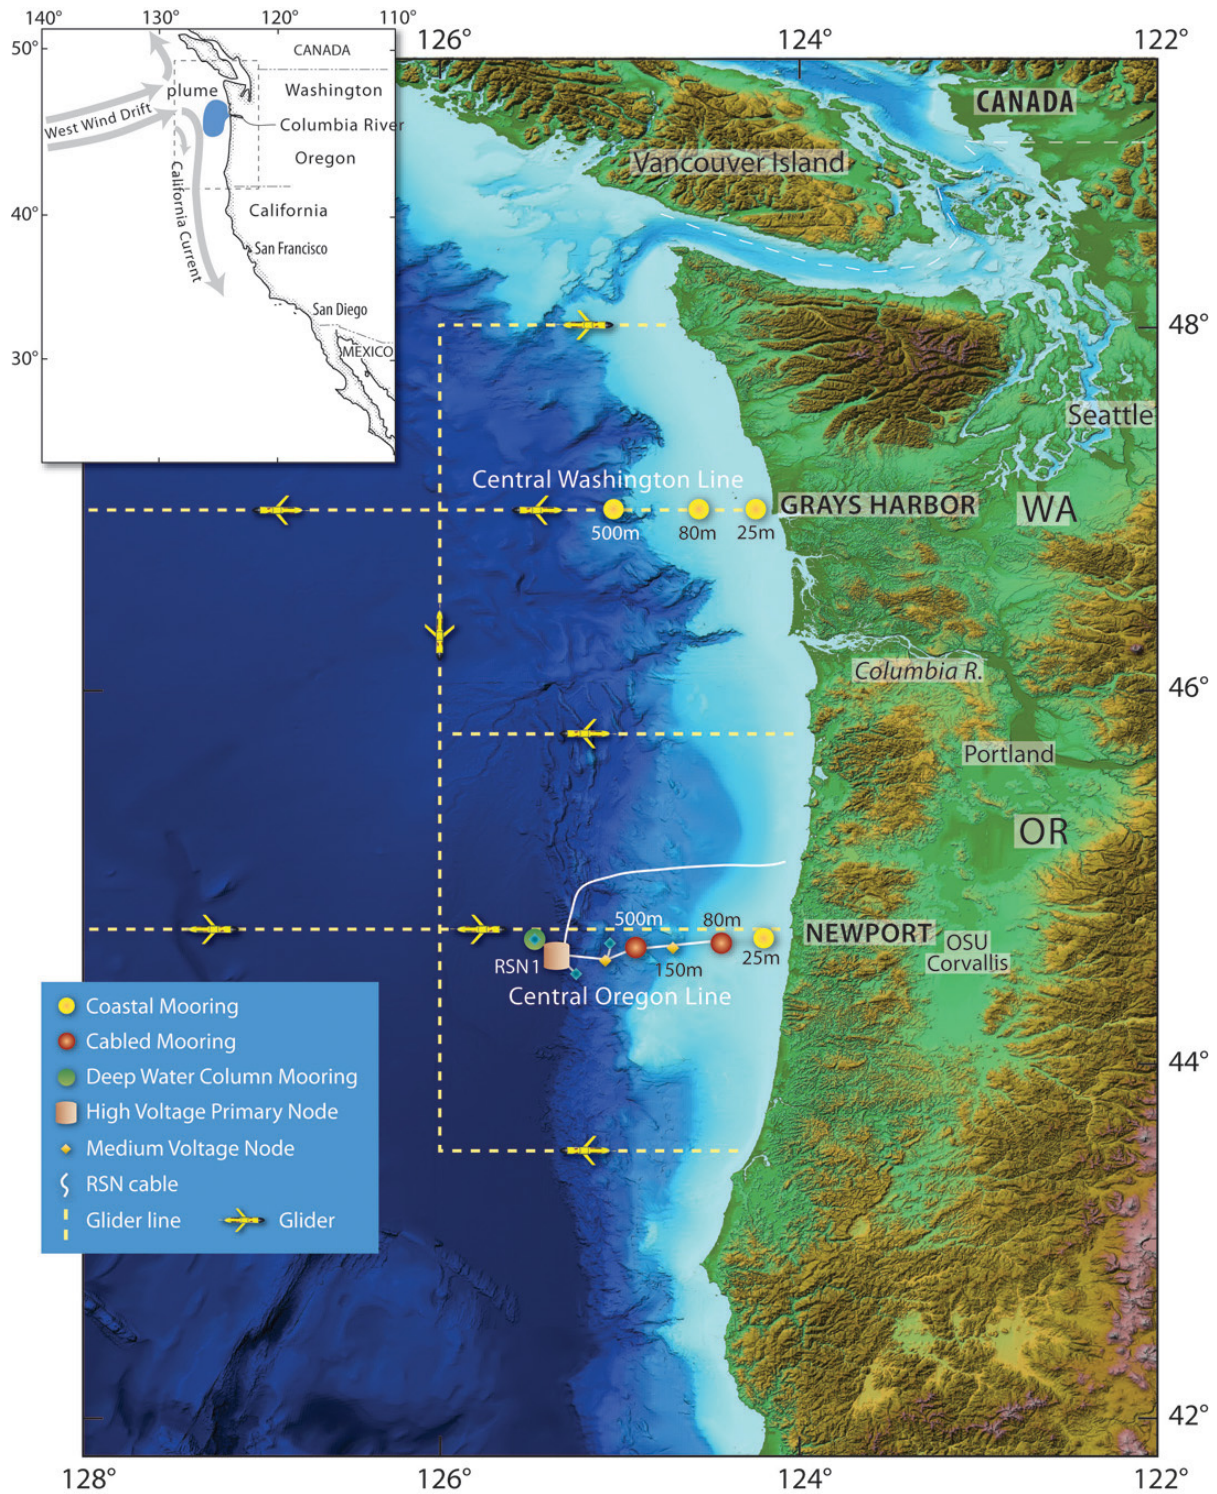 140°
130°
120°
110°
50°
40°
30°
CANADA
plume
Washington
West Wind Drift
Columbia River
Oregon
California Current
California
San Francisco
San Diego
MEXICO
126°
124°
122°
CANADA
Vancouver Island
48°
Seattle
Central Washington Line
GRAYS HARBOR
WA
500m
80m
25m
Columbia R.
46°
Portland
OR
500m
80m
NEWPORT
OSU
Corvallis
RSN1
150m
25m
Central Oregon Line
44°
Coastal Mooring
Cabled Mooring
Deep Water Column Mooring
High Voltage Primary Node
Medium Voltage Node
RSN cable
Glider line
Glider
42°
128°
126°
124°
122°